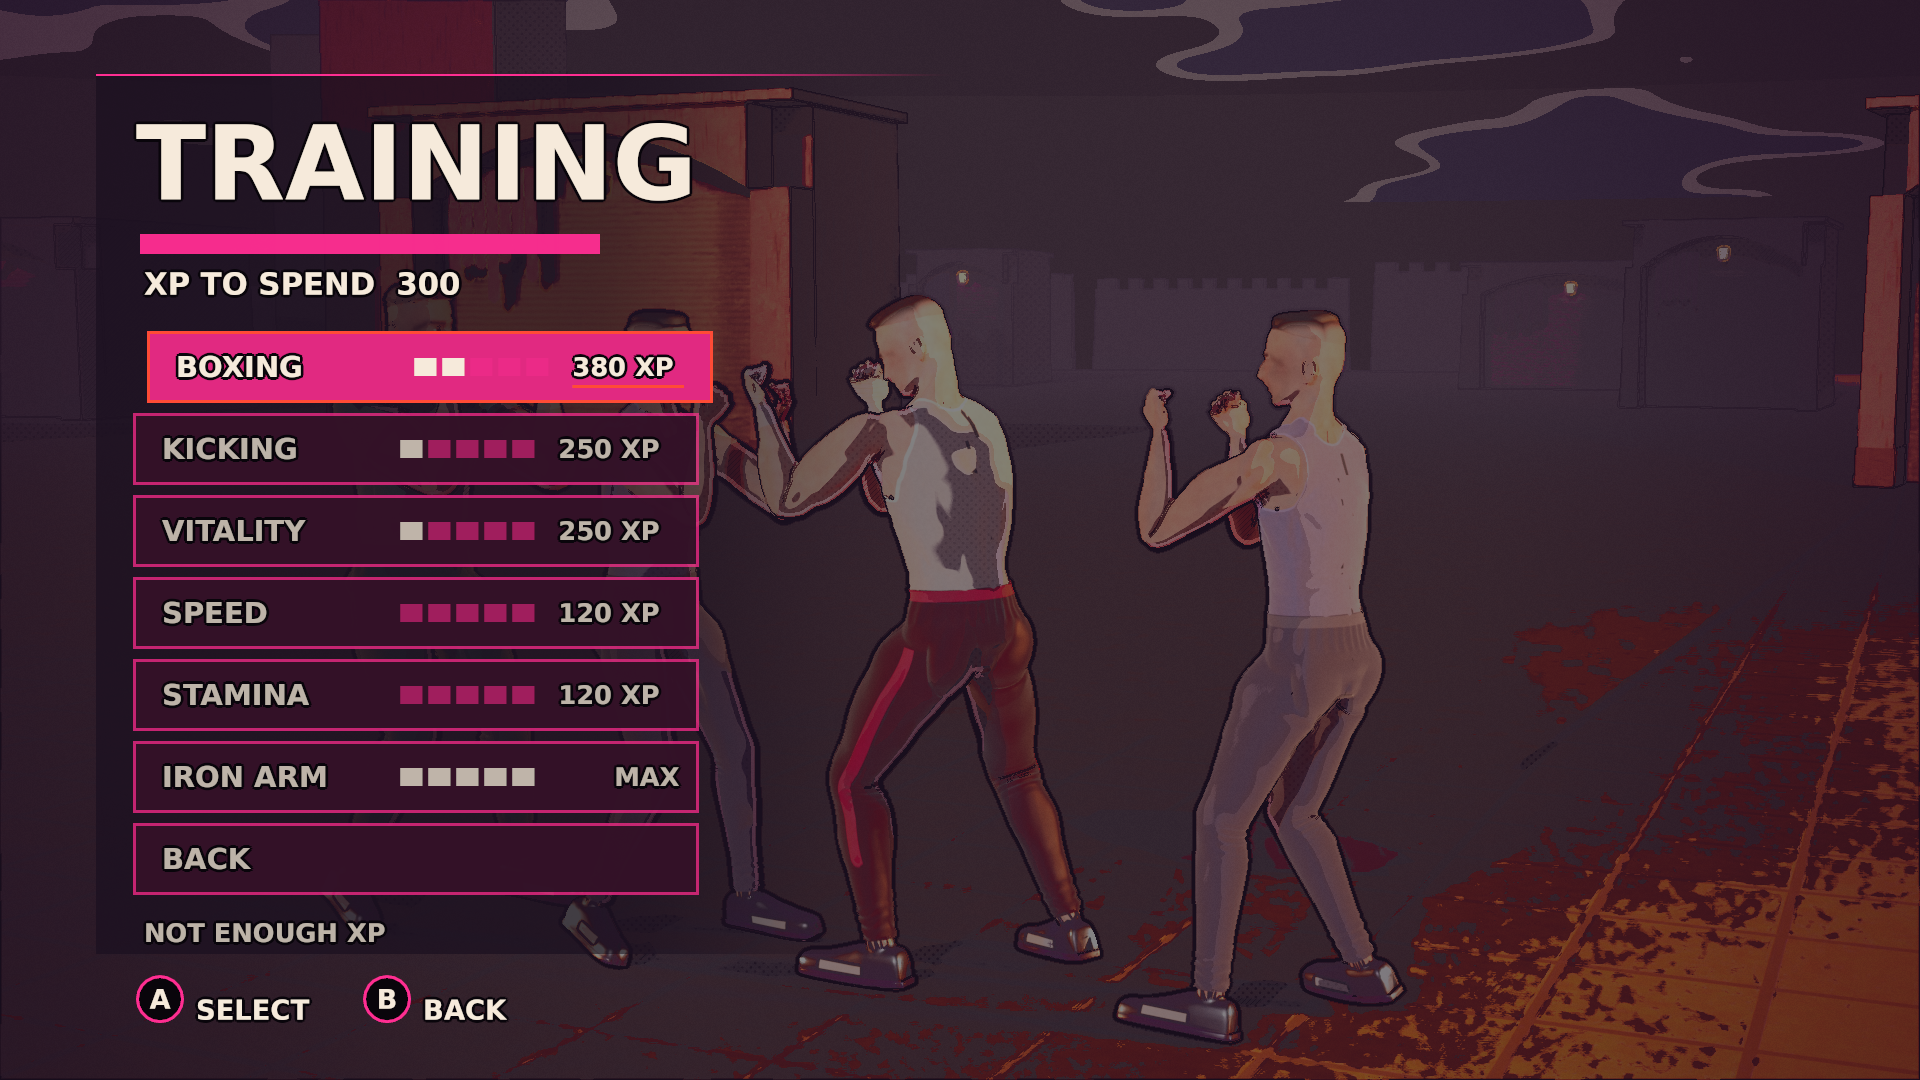 TRAINING
XP TO SPEND 300
BOXING 380 XP
KICKING 250 XP
VITALITY 250 XP
SPEED 120 XP
STAMINA 120 XP
IRON ARM MAX
BACK
NOT ENOUGH XP
A SELECT B BACK